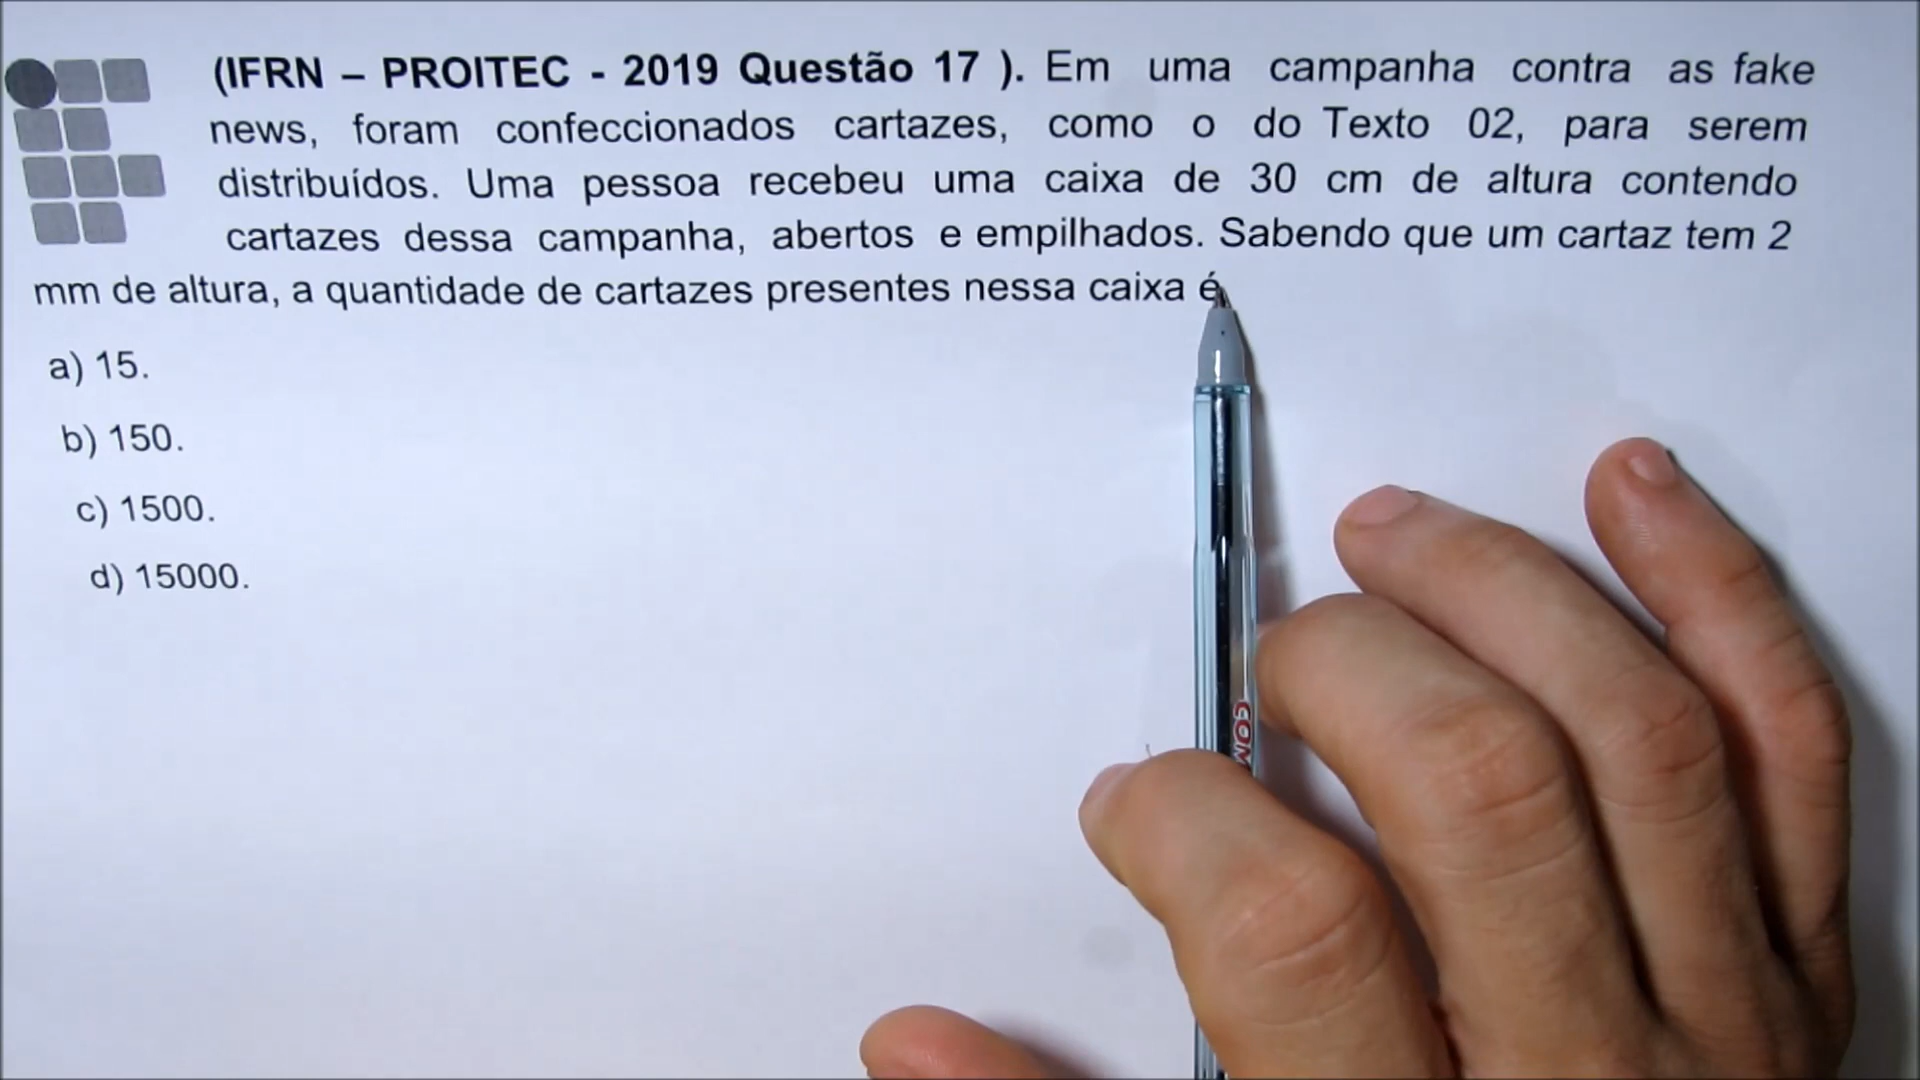 (IFRN – PROITEC - 2019 Questão 17 ). Em uma campanha contra as fake
news, foram confeccionados cartazes, como o do Texto 02, para serem
distribuídos. Uma pessoa recebeu uma caixa de 30 cm de altura contendo
cartazes dessa campanha, abertos e empilhados. Sabendo que um cartaz tem 2
mm de altura, a quantidade de cartazes presentes nessa caixa é
a) 15.
b) 150.
c) 1500.
d) 15000.